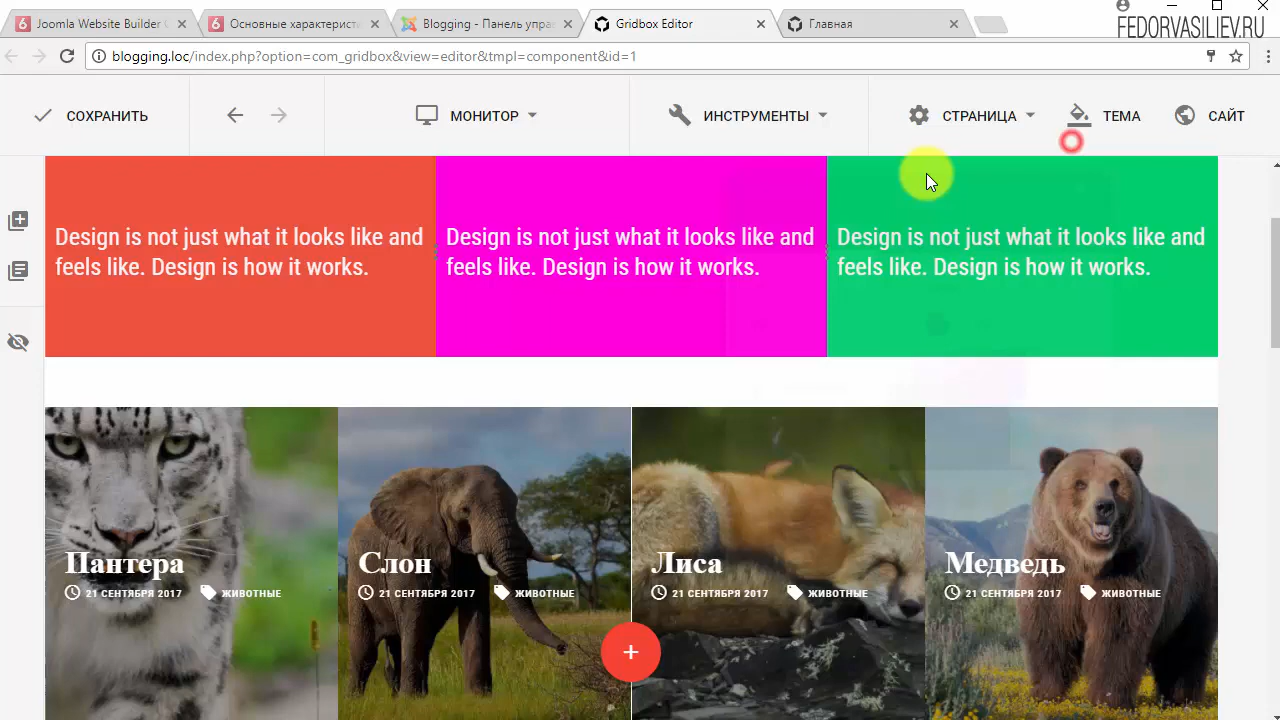 Joomla Website Builder
Основные характерист
Blogging - Панель упра
Gridbox Editor
Главная
FEDORVASILIEV.RU
blogging.loc/index.php?option=com_gridbox&view=editor&tmpl=component&id=1
СОХРАНИТЬ
МОНИТОР
ИНСТРУМЕНТЫ
СТРАНИЦА
ТЕМА
САЙТ
Design is not just what it looks like and
feels like. Design is how it works.
Design is not just what it looks like and
feels like. Design is how it works.
Design is not just what it looks like and
feels like. Design is how it works.
Пантера
21 СЕНТЯБРЯ 2017 ЖИВОТНЫЕ
Слон
21 СЕНТЯБРЯ 2017 ЖИВОТНЫЕ
Лиса
21 СЕНТЯБРЯ 2017 ЖИВОТНЫЕ
Медведь
21 СЕНТЯБРЯ 2017 ЖИВОТНЫЕ